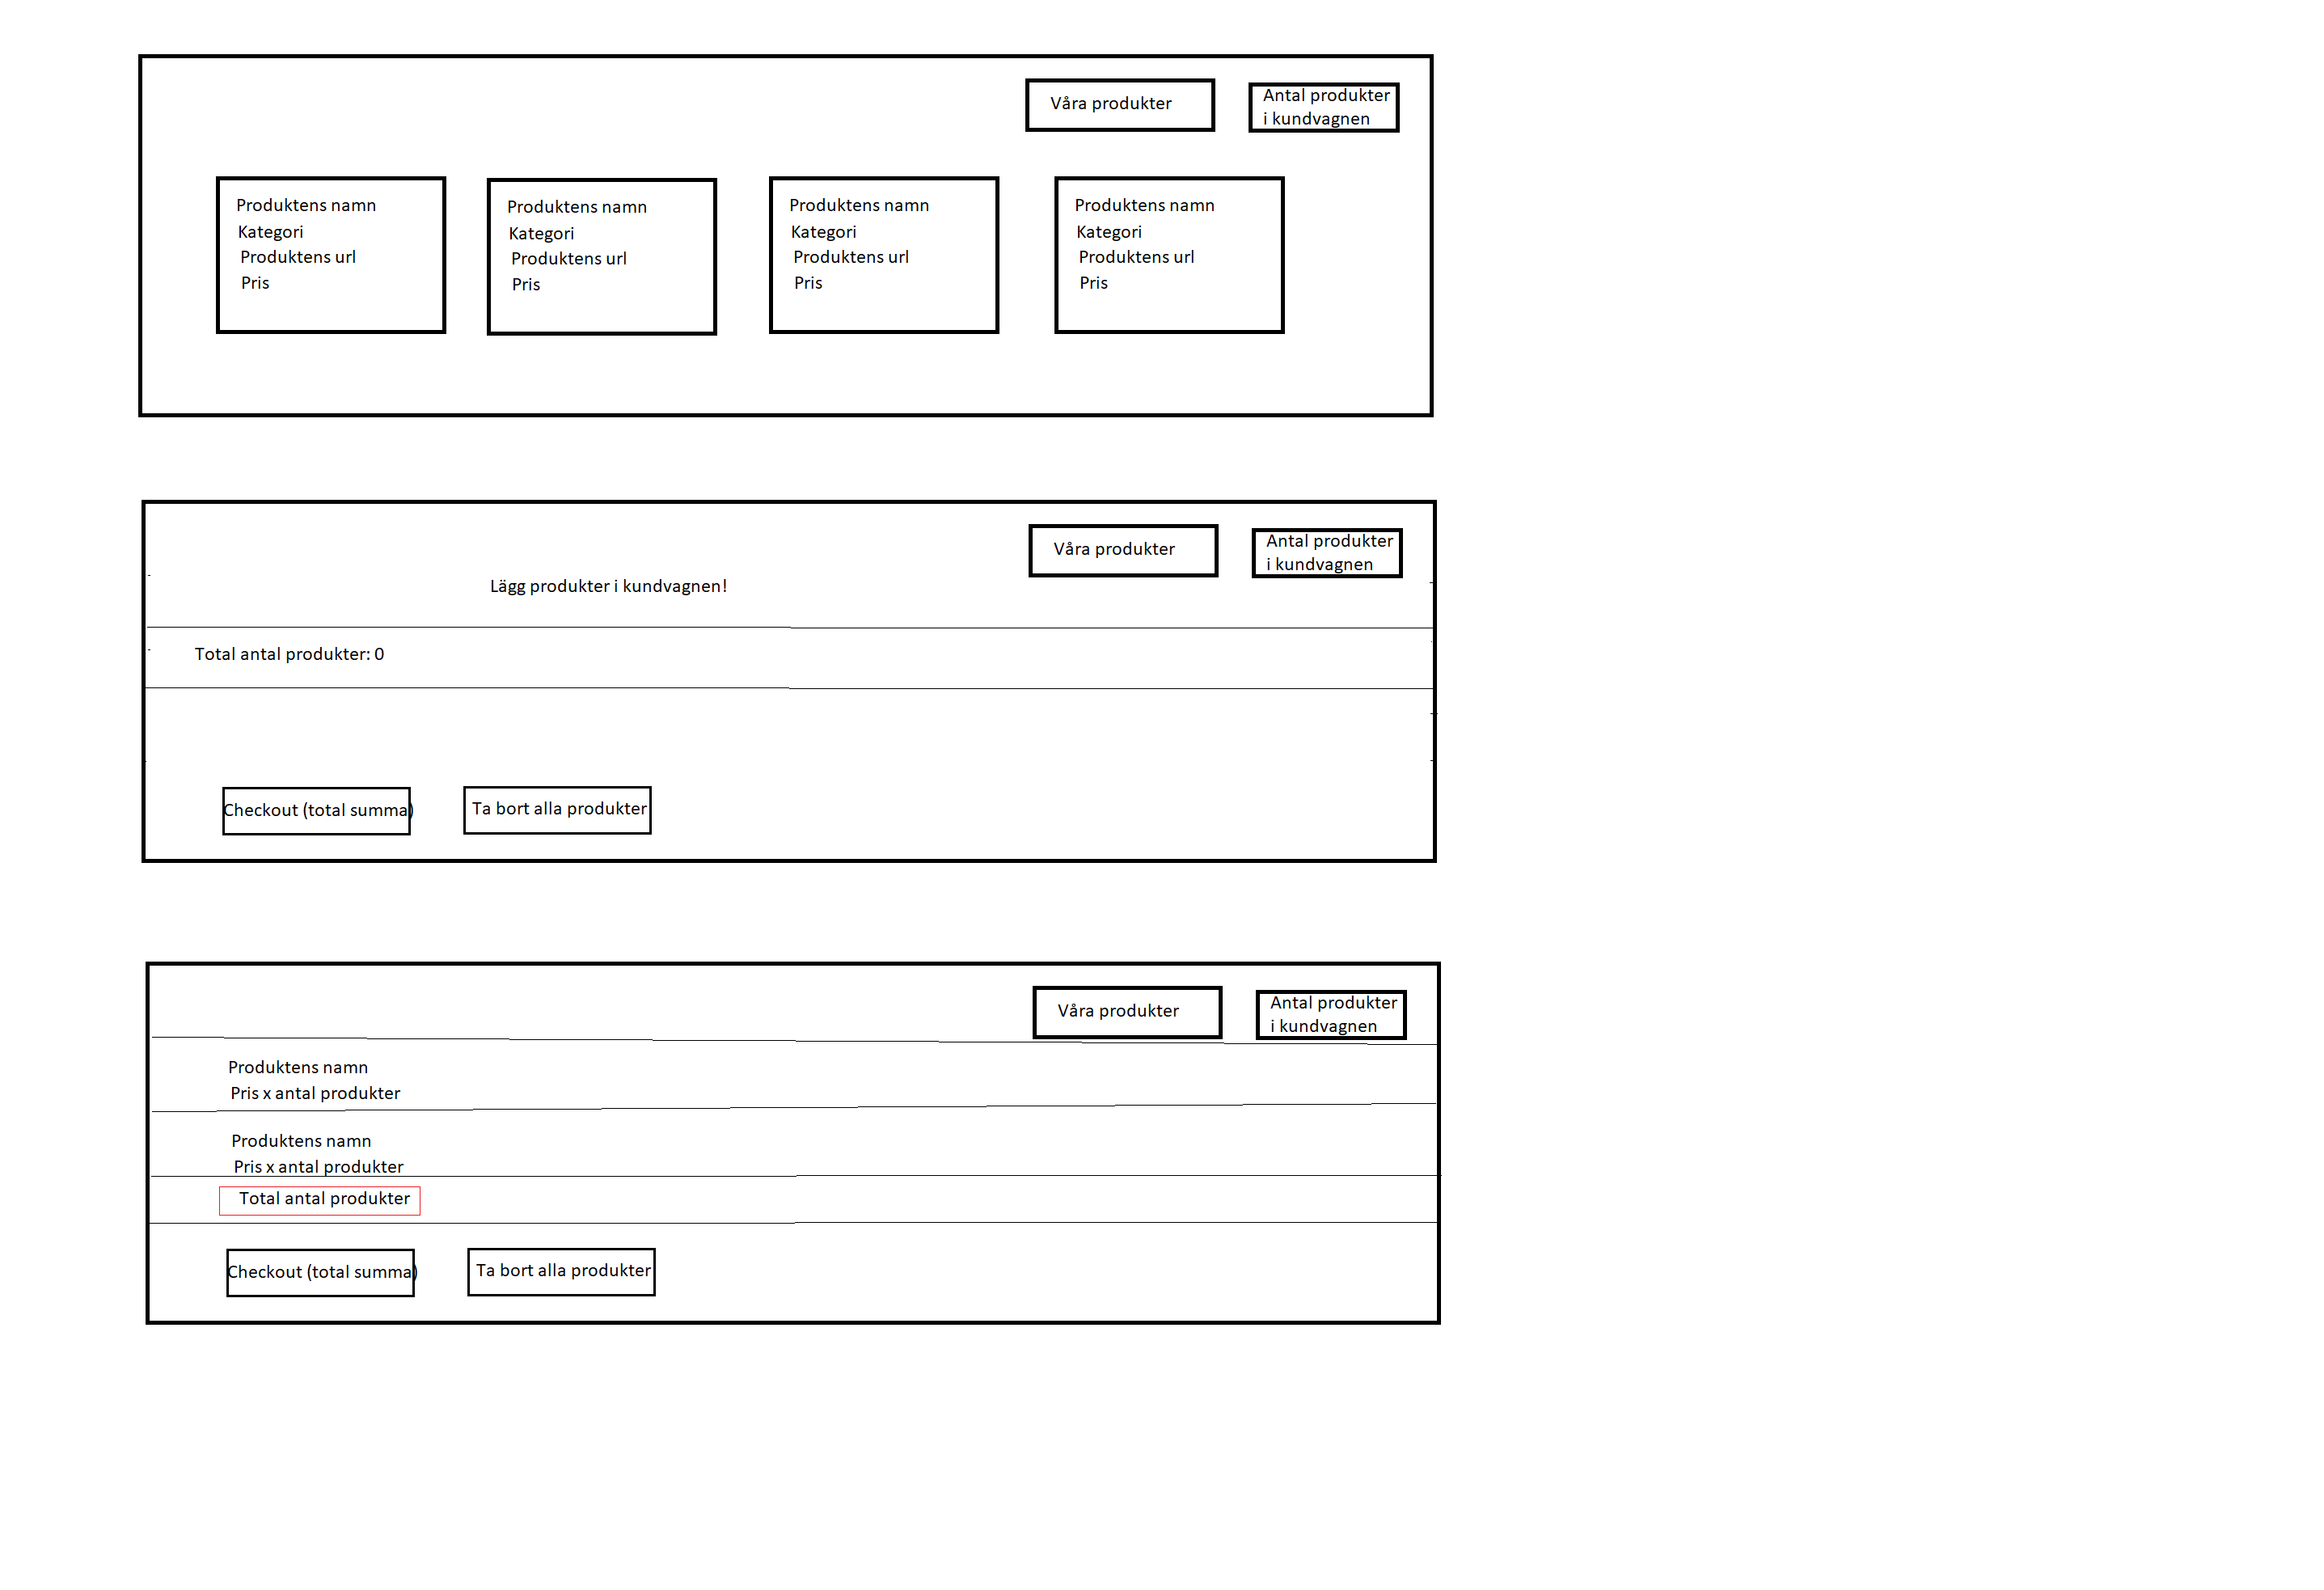 Våra produkter
Antal produkter
i kundvagnen
Produktens namn
Kategori
Produktens url
Pris
Produktens namn
Kategori
Produktens url
Pris
Produktens namn
Kategori
Produktens url
Pris
Produktens namn
Kategori
Produktens url
Pris
Våra produkter
Antal produkter
i kundvagnen
Lägg produkter i kundvagnen!
Total antal produkter: 0
Checkout (total summa)
Ta bort alla produkter
Våra produkter
Antal produkter
i kundvagnen
Produktens namn
Pris x antal produkter
Produktens namn
Pris x antal produkter
Total antal produkter
Checkout (total summa)
Ta bort alla produkter